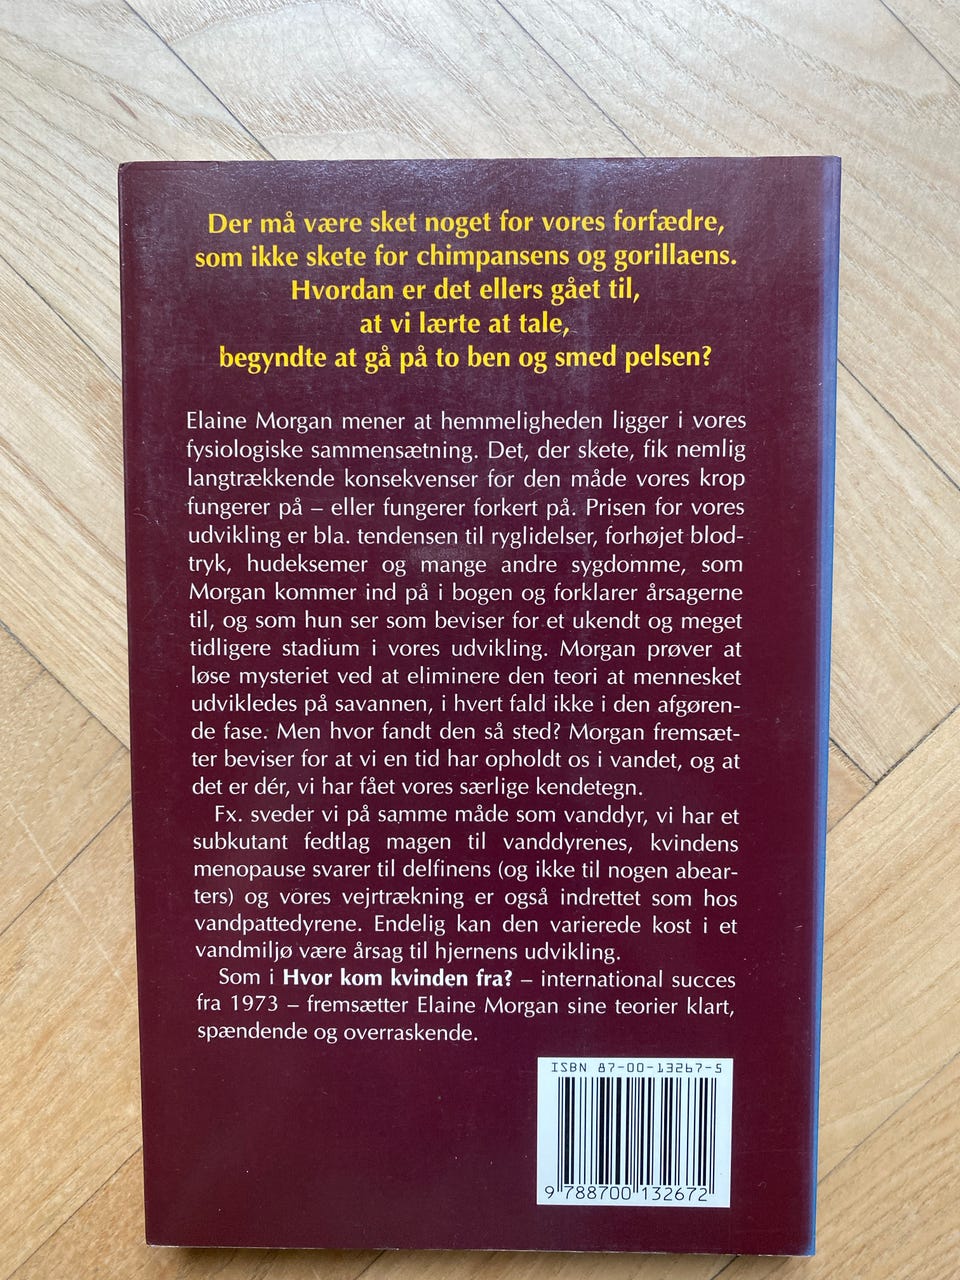 Der må være sket noget for vores forfædre,
som ikke skete for chimpansens og gorillaens.
Hvordan er det ellers gået til,
at vi lærte at tale,
begyndte at gå på to ben og smed pelsen?
Elaine Morgan mener at hemmeligheden ligger i vores
fysiologiske sammensætning. Det, der skete, fik nemlig
langtrækkende konsekvenser for den måde vores krop
fungerer på – eller fungerer forkert på. Prisen for vores
udvikling er bla. tendensen til ryglidelser, forhøjet blod-
tryk, hudeksemer og mange andre sygdomme, som
Morgan kommer ind på i bogen og forklarer årsagerne
til, og som hun ser som beviser for et ukendt og meget
tidligere stadium i vores udvikling. Morgan prøver at
løse mysteriet ved at eliminere den teori at mennesket
udvikledes på savannen, i hvert fald ikke i den afgøren-
de fase. Men hvor fandt den så sted? Morgan fremsæt-
ter beviser for at vi en tid har opholdt os i vandet, og at
det er dér, vi har fået vores særlige kendetegn.
Fx. sveder vi på samme måde som vanddyr, vi har et
subkutant fedtlag magen til vanddyrenes, kvindens
menopause svarer til delfinens (og ikke til nogen abear-
ters) og vores vejrtrækning er også indrettet som hos
vandpattedyrene. Endelig kan den varierede kost i et
vandmiljø være årsag til hjernens udvikling.
Som i Hvor kom kvinden fra? – international succes
fra 1973 – fremsætter Elaine Morgan sine teorier klart,
spændende og overraskende.
ISBN 87-00-13267-5
9 788700 132672